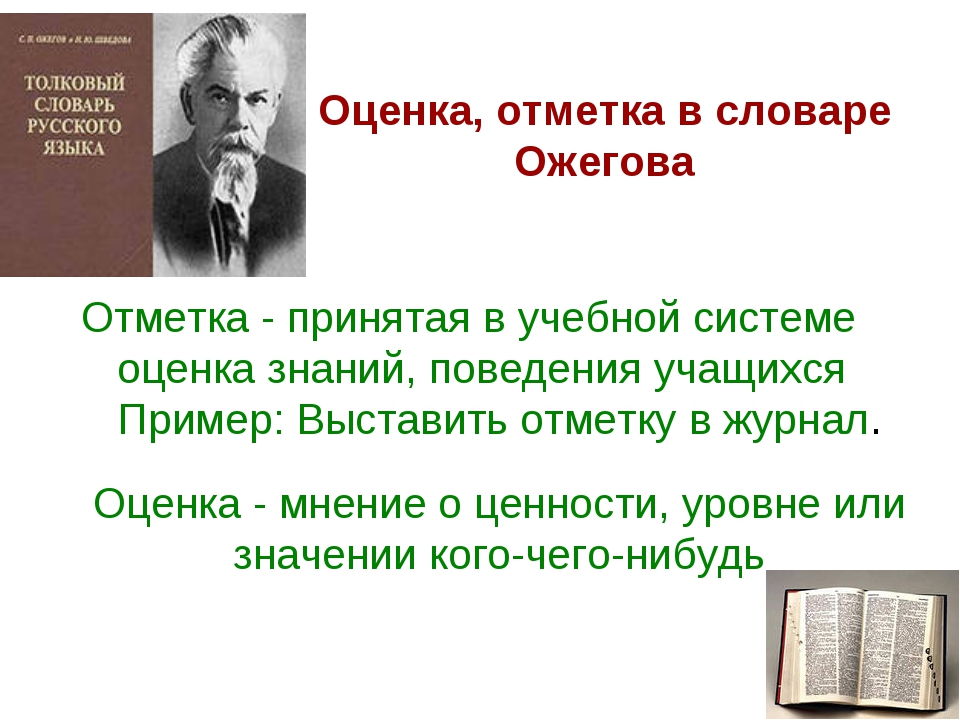 С. И. ОЖЕГОВ и Н. Ю. ШВЕДОВА
ТОЛКОВЫЙ
СЛОВАРЬ
РУССКОГО
ЯЗЫКА
Оценка, отметка в словаре
Ожегова
Отметка - принятая в учебной системе
оценка знаний, поведения учащихся
Пример: Выставить отметку в журнал.
Оценка - мнение о ценности, уровне или
значении кого-чего-нибудь